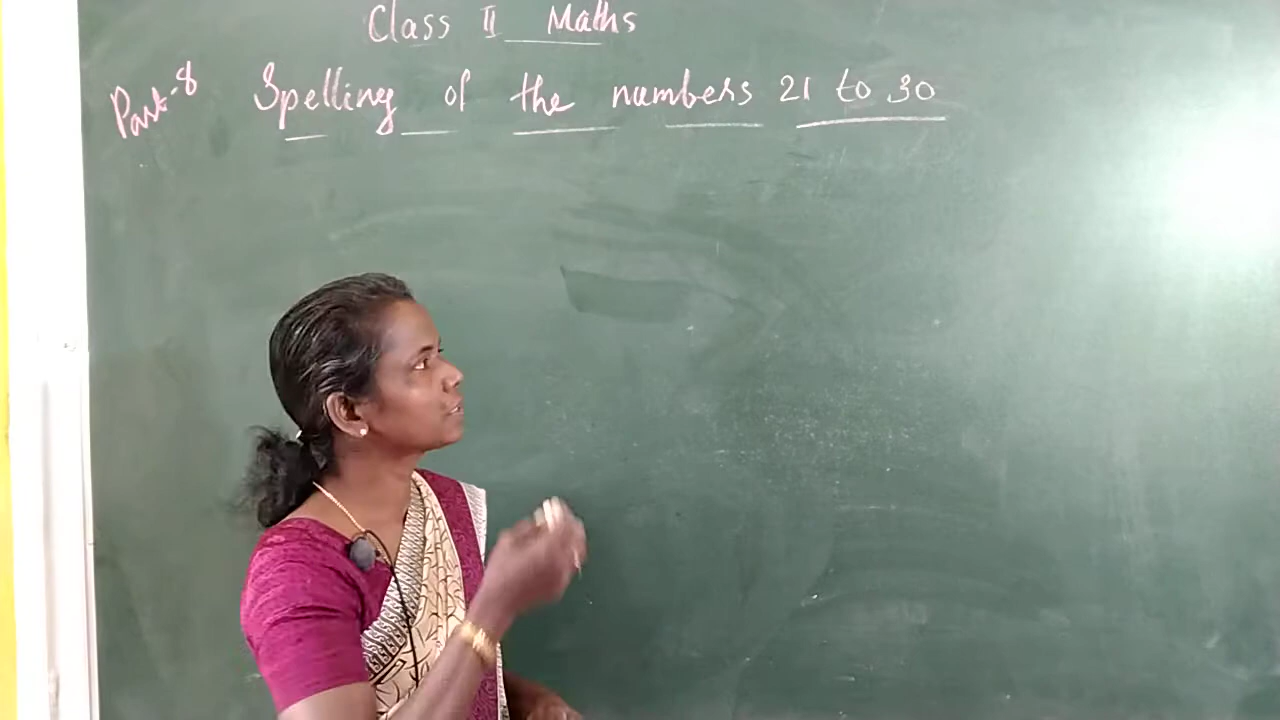 Class II Maths
Part-8 Spelling of the numbers 21 to 30